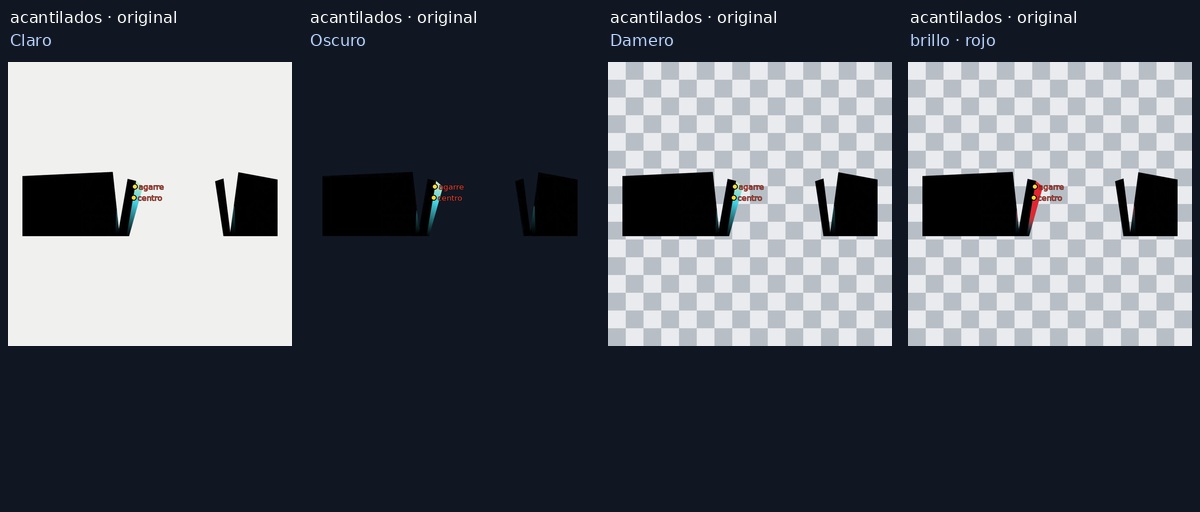 acantilados · original
Claro
agarre
centro
acantilados · original
Oscuro
agarre
centro
acantilados · original
Damero
agarre
centro
acantilados · original
brillo · rojo
agarre
centro